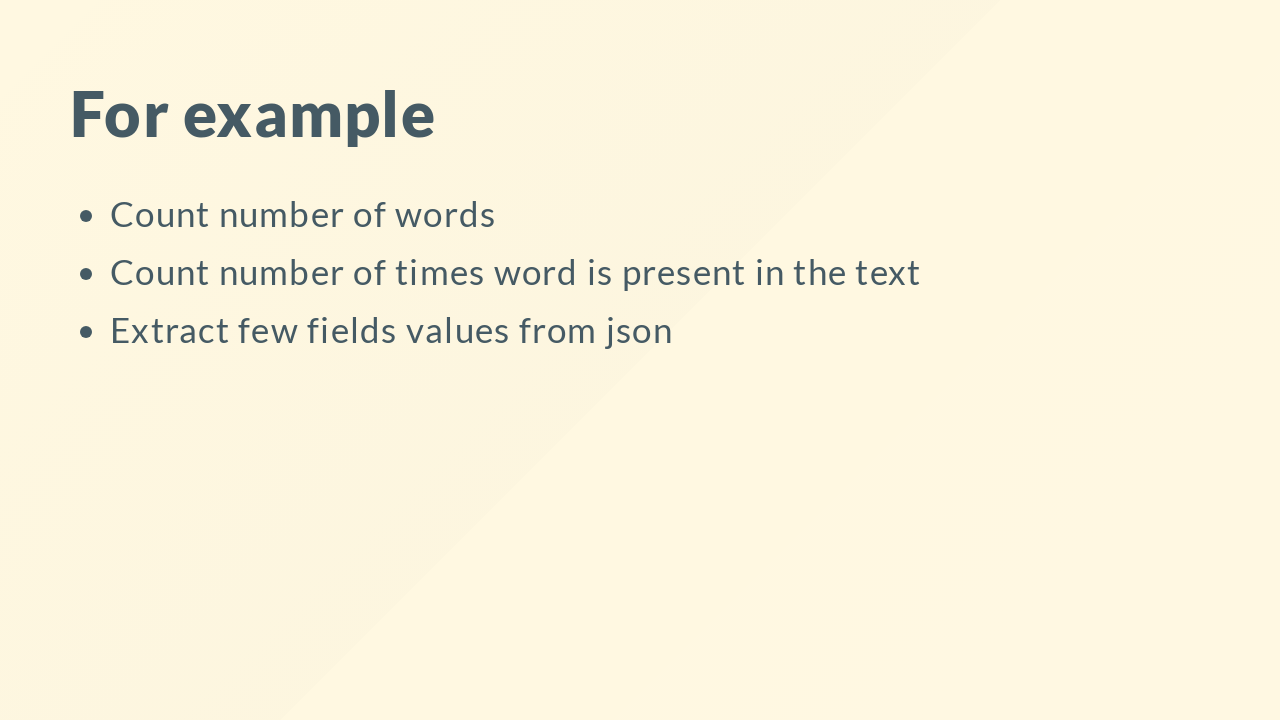 For example
Count number of words
Count number of times word is present in the text
Extract few fields values from json